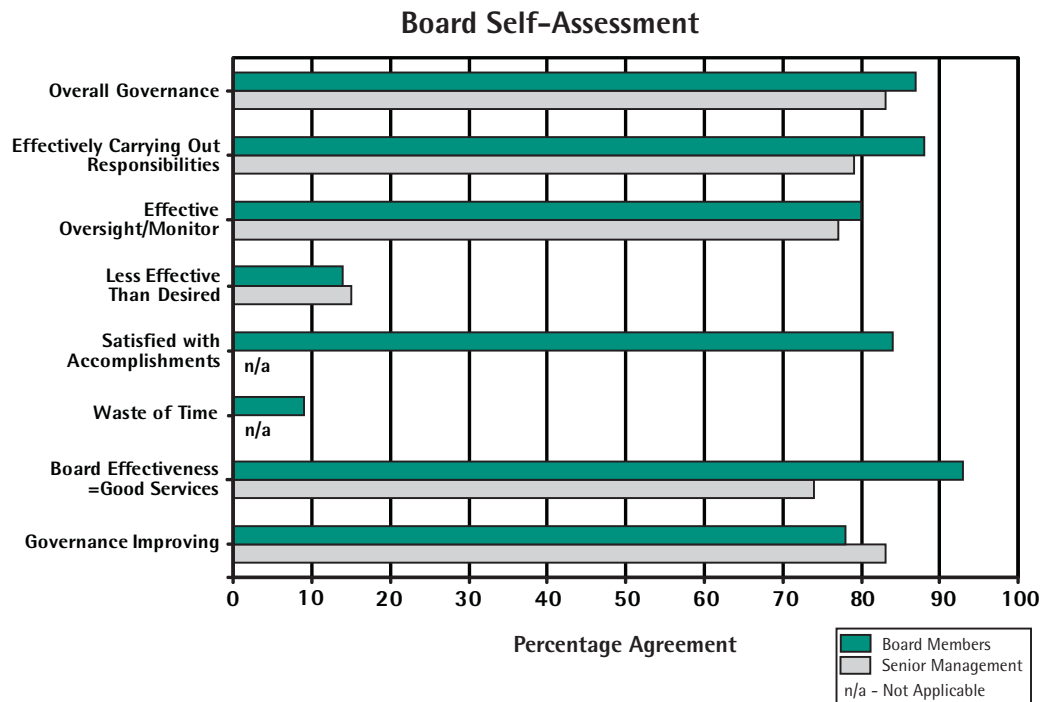 Board Self-Assessment
Overall Governance
Effectively Carrying Out
Responsibilities
Effective
Oversight/Monitor
Less Effective
Than Desired
Satisfied with
Accomplishments
n/a
Waste of Time
n/a
Board Effectiveness
=Good Services
Governance Improving
0 10 20 30 40 50 60 70 80 90 100
Percentage Agreement
Board Members
Senior Management
n/a - Not Applicable